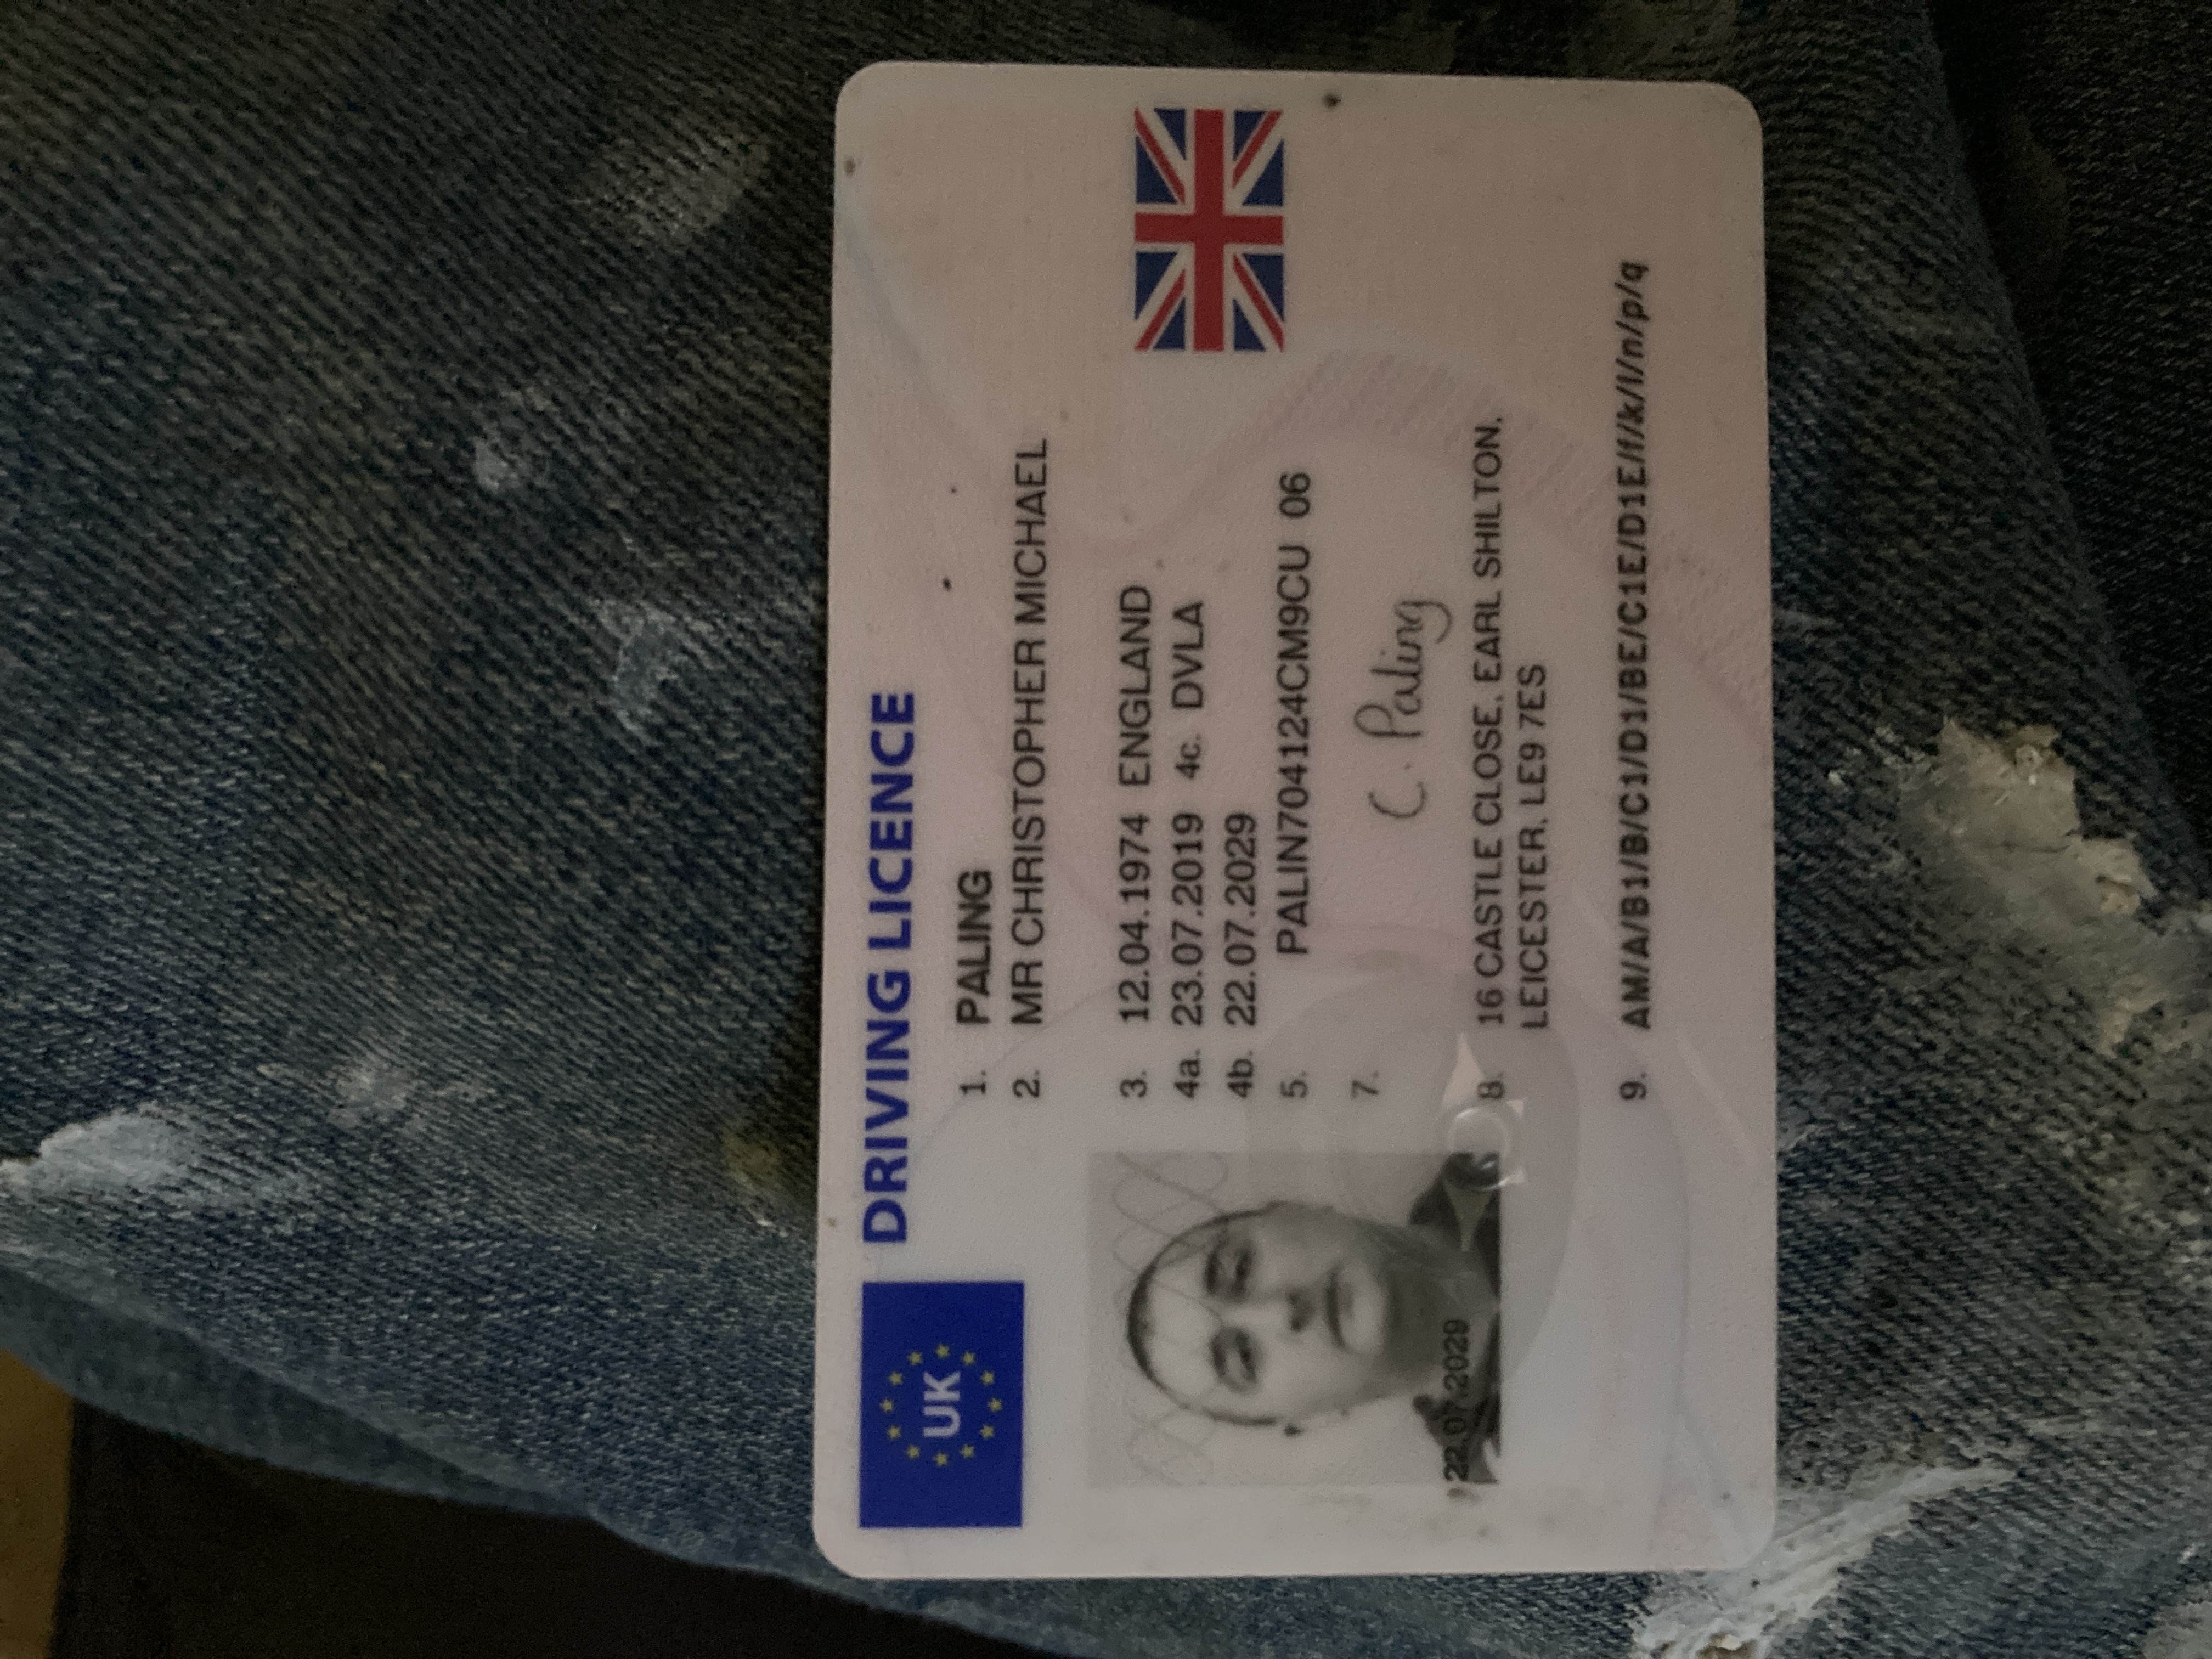 UK
DRIVING LICENCE
1. PALING
2. MR CHRISTOPHER MICHAEL
3. 12.04.1974 ENGLAND
4a. 23.07.2019 4c. DVLA
4b. 22.07.2029
5. PALIN704124CM9CU 06
7. C. Paling
22.07.2029
8. 16 CASTLE CLOSE, EARL SHILTON,
LEICESTER, LE9 7ES
9. AM/A/B1/B/C1/D1/BE/C1E/D1E/f/k/l/n/p/q